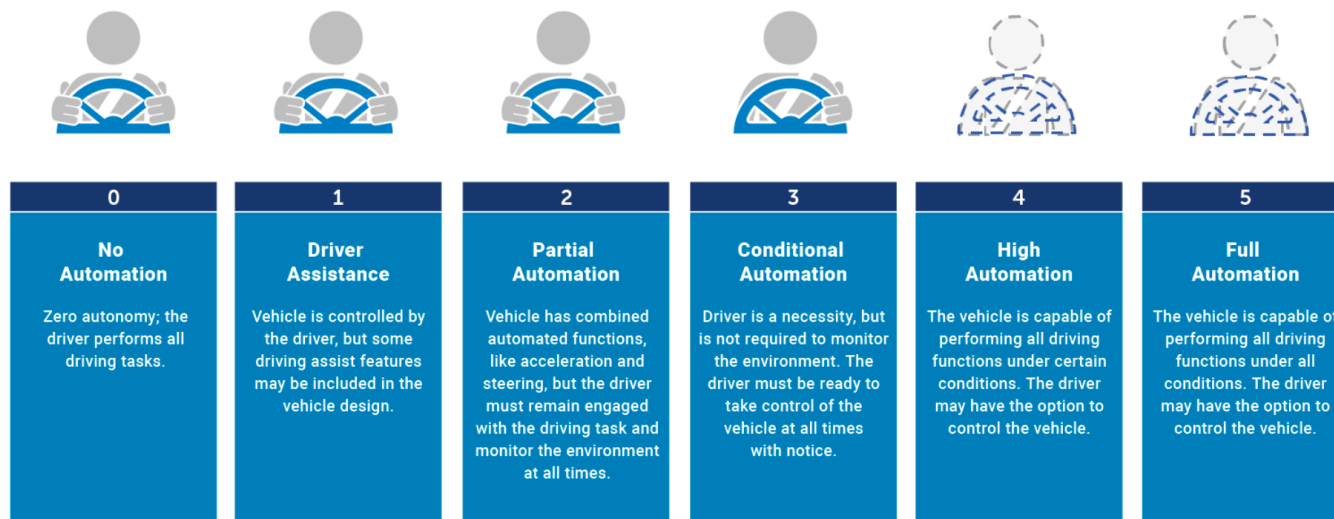 0
No
Automation
Zero autonomy; the
driver performs all
driving tasks.
1
Driver
Assistance
Vehicle is controlled by
the driver, but some
driving assist features
may be included in the
vehicle design.
2
Partial
Automation
Vehicle has combined
automated functions,
like acceleration and
steering, but the driver
must remain engaged
with the driving task and
monitor the environment
at all times.
3
Conditional
Automation
Driver is a necessity, but
is not required to monitor
the environment. The
driver must be ready to
take control of the
vehicle at all times
with notice.
4
High
Automation
The vehicle is capable of
performing all driving
functions under certain
conditions. The driver
may have the option to
control the vehicle.
5
Full
Automation
The vehicle is capable of
performing all driving
functions under all
conditions. The driver
may have the option to
control the vehicle.